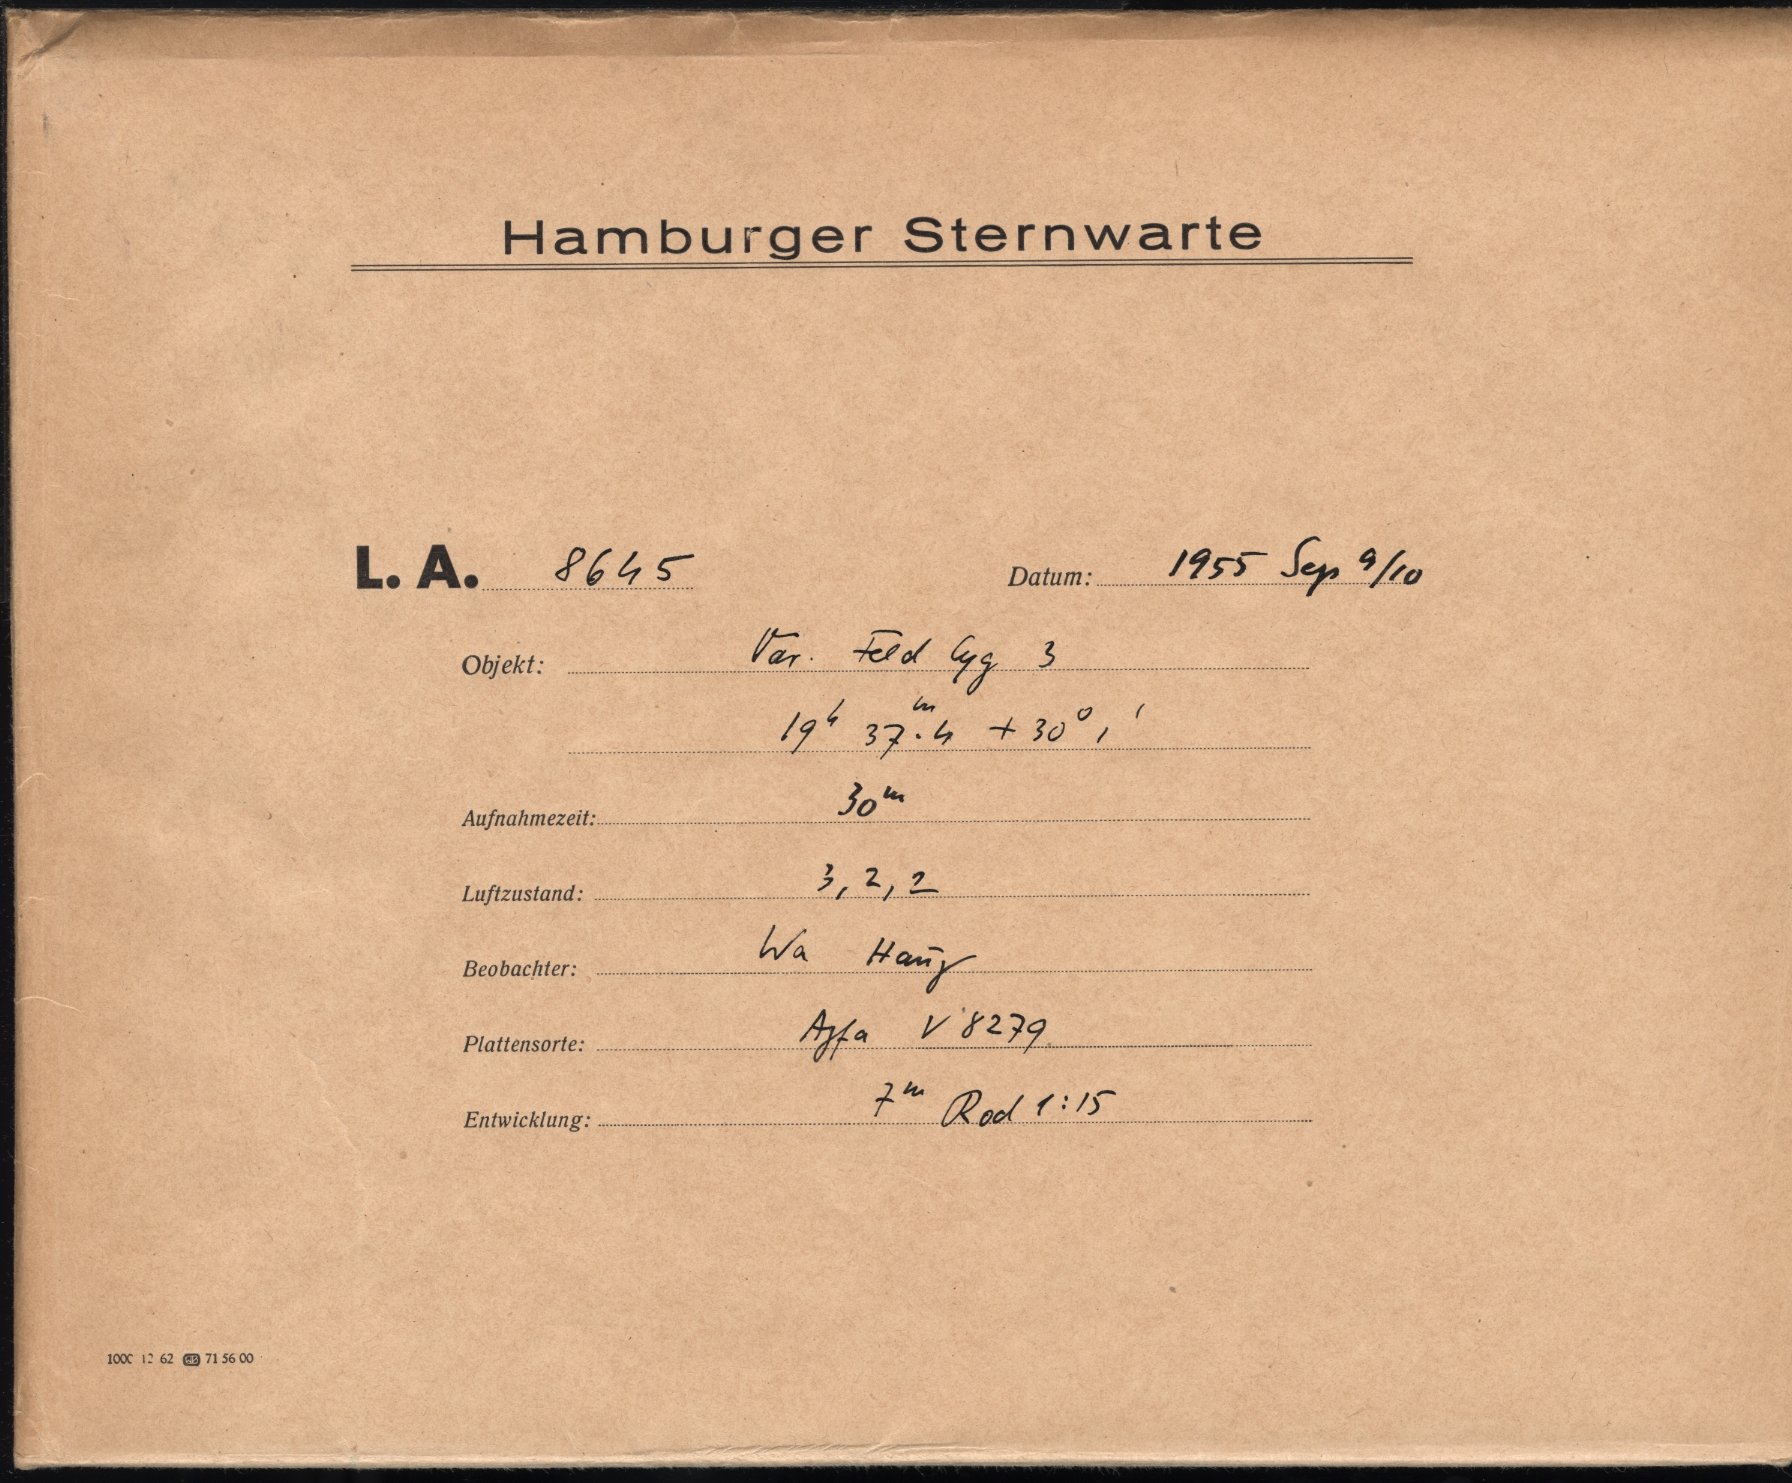 Hamburger Sternwarte
L. A. 8645 Datum: 1955 Sep 9/10
Objekt: Var. Feld Cyg 3
19h 37m.4 +30° 1'
Aufnahmezeit: 30m
Luftzustand: 3, 2, 2
Beobachter: Wa Haug
Plattensorte: Agfa V 8279
Entwicklung: 7m Rod 1:15
1000 12 62 71 56 00